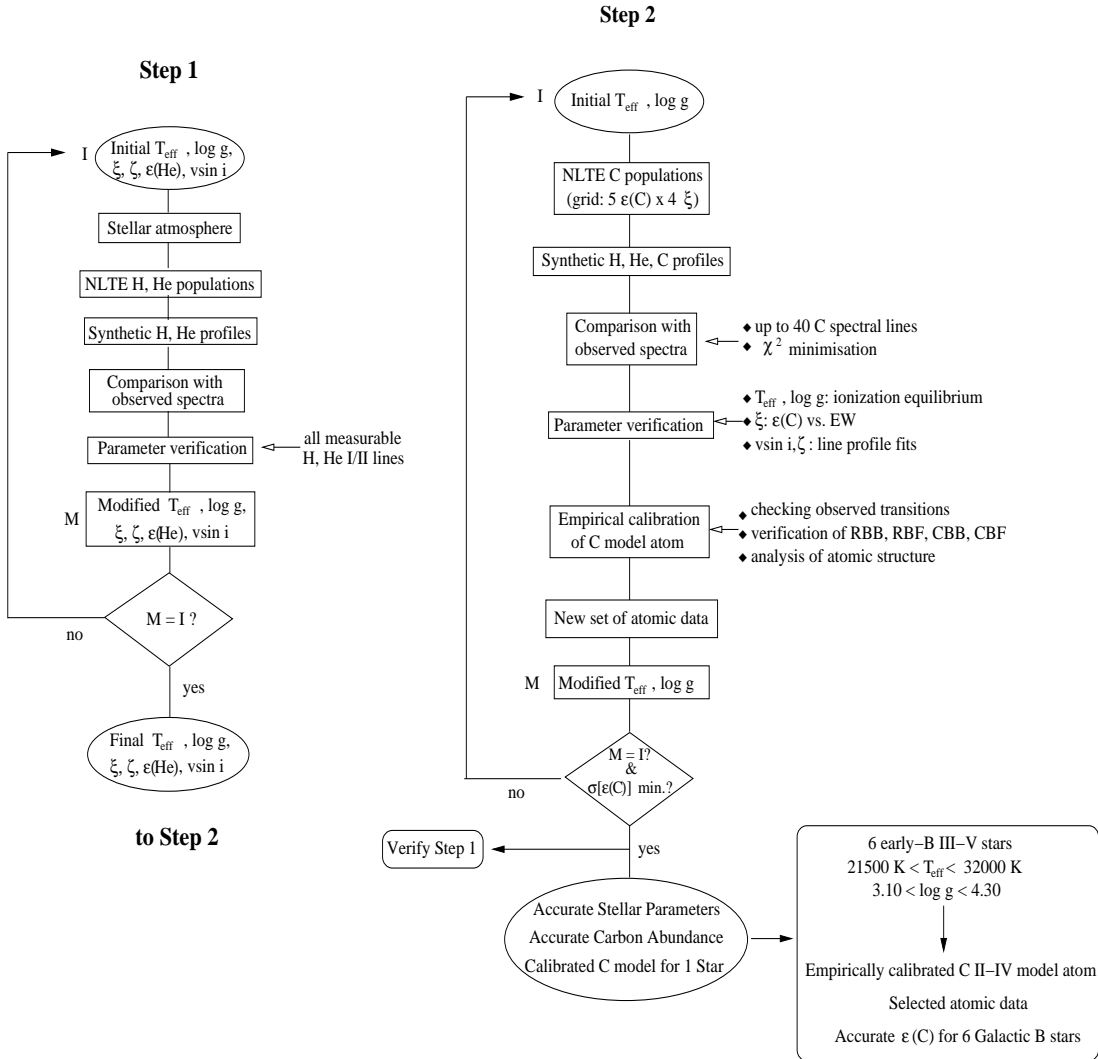 Step 1
I
Initial T_eff , log g,
ξ, ζ, ε(He), vsin i
Stellar atmosphere
NLTE H, He populations
Synthetic H, He profiles
Comparison with
observed spectra
Parameter verification
all measurable
H, He I/II lines
M
Modified T_eff , log g,
ξ, ζ, ε(He), vsin i
M = I ?
no
yes
Final T_eff , log g,
ξ, ζ, ε(He), vsin i
to Step 2
Step 2
I
Initial T_eff , log g
NLTE C populations
(grid: 5 ε(C) x 4 ξ)
Synthetic H, He, C profiles
Comparison with
observed spectra
◆ up to 40 C spectral lines
◆ χ² minimisation
Parameter verification
◆ T_eff , log g: ionization equilibrium
◆ ξ: ε(C) vs. EW
◆ vsin i,ζ : line profile fits
Empirical calibration
of C model atom
◆ checking observed transitions
◆ verification of RBB, RBF, CBB, CBF
◆ analysis of atomic structure
New set of atomic data
M
Modified T_eff , log g
M = I?
&
σ[ε(C)] min.?
no
yes
Verify Step 1
Accurate Stellar Parameters
Accurate Carbon Abundance
Calibrated C model for 1 Star
6 early–B III–V stars
21500 K < T_eff < 32000 K
3.10 < log g < 4.30
Empirically calibrated C II–IV model atom
Selected atomic data
Accurate ε(C) for 6 Galactic B stars